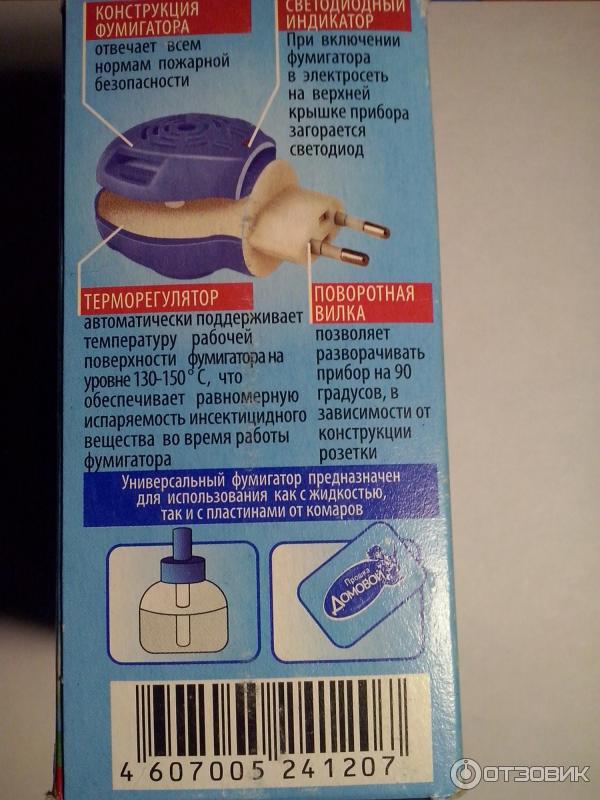 КОНСТРУКЦИЯ
ФУМИГАТОРА
отвечает всем
нормам пожарной
безопасности
СВЕТОДИОДНЫЙ
ИНДИКАТОР
При включении
фумигатора
в электросеть
на верхней
крышке прибора
загорается
светодиод
ТЕРМОРЕГУЛЯТОР
автоматически поддерживает
температуру рабочей
поверхности фумигатора на
уровне 130-150°С, что
обеспечивает равномерную
испаряемость инсектицидного
вещества во время работы
фумигатора
ПОВОРОТНАЯ
ВИЛКА
позволяет
разворачивать
прибор на 90
градусов, в
зависимости от
конструкции
розетки
Универсальный фумигатор предназначен
для использования как с жидкостью,
так и с пластинами от комаров
Прошка
Домовой
4 607005 241207
ОТЗОВИК